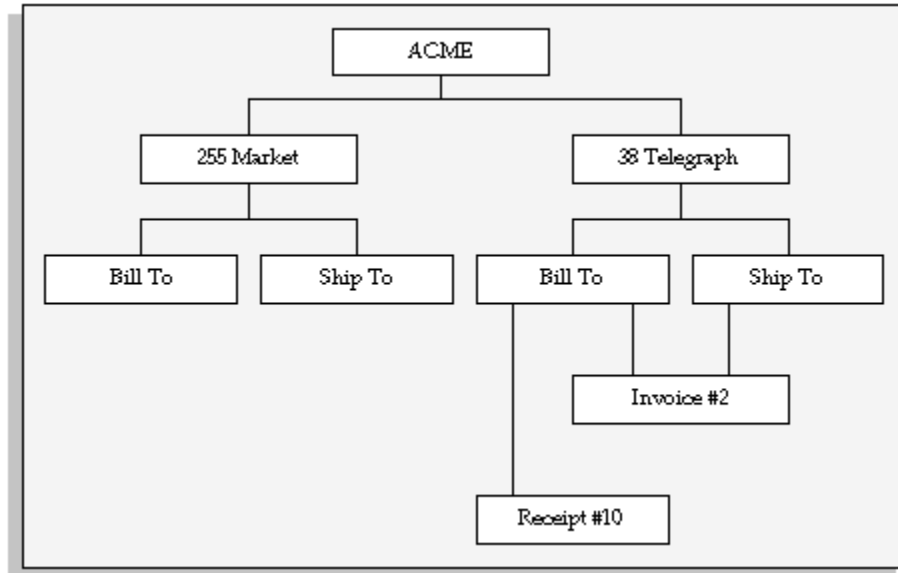 ACME
255 Market
38 Telegraph
Bill To
Ship To
Bill To
Ship To
Invoice #2
Receipt #10